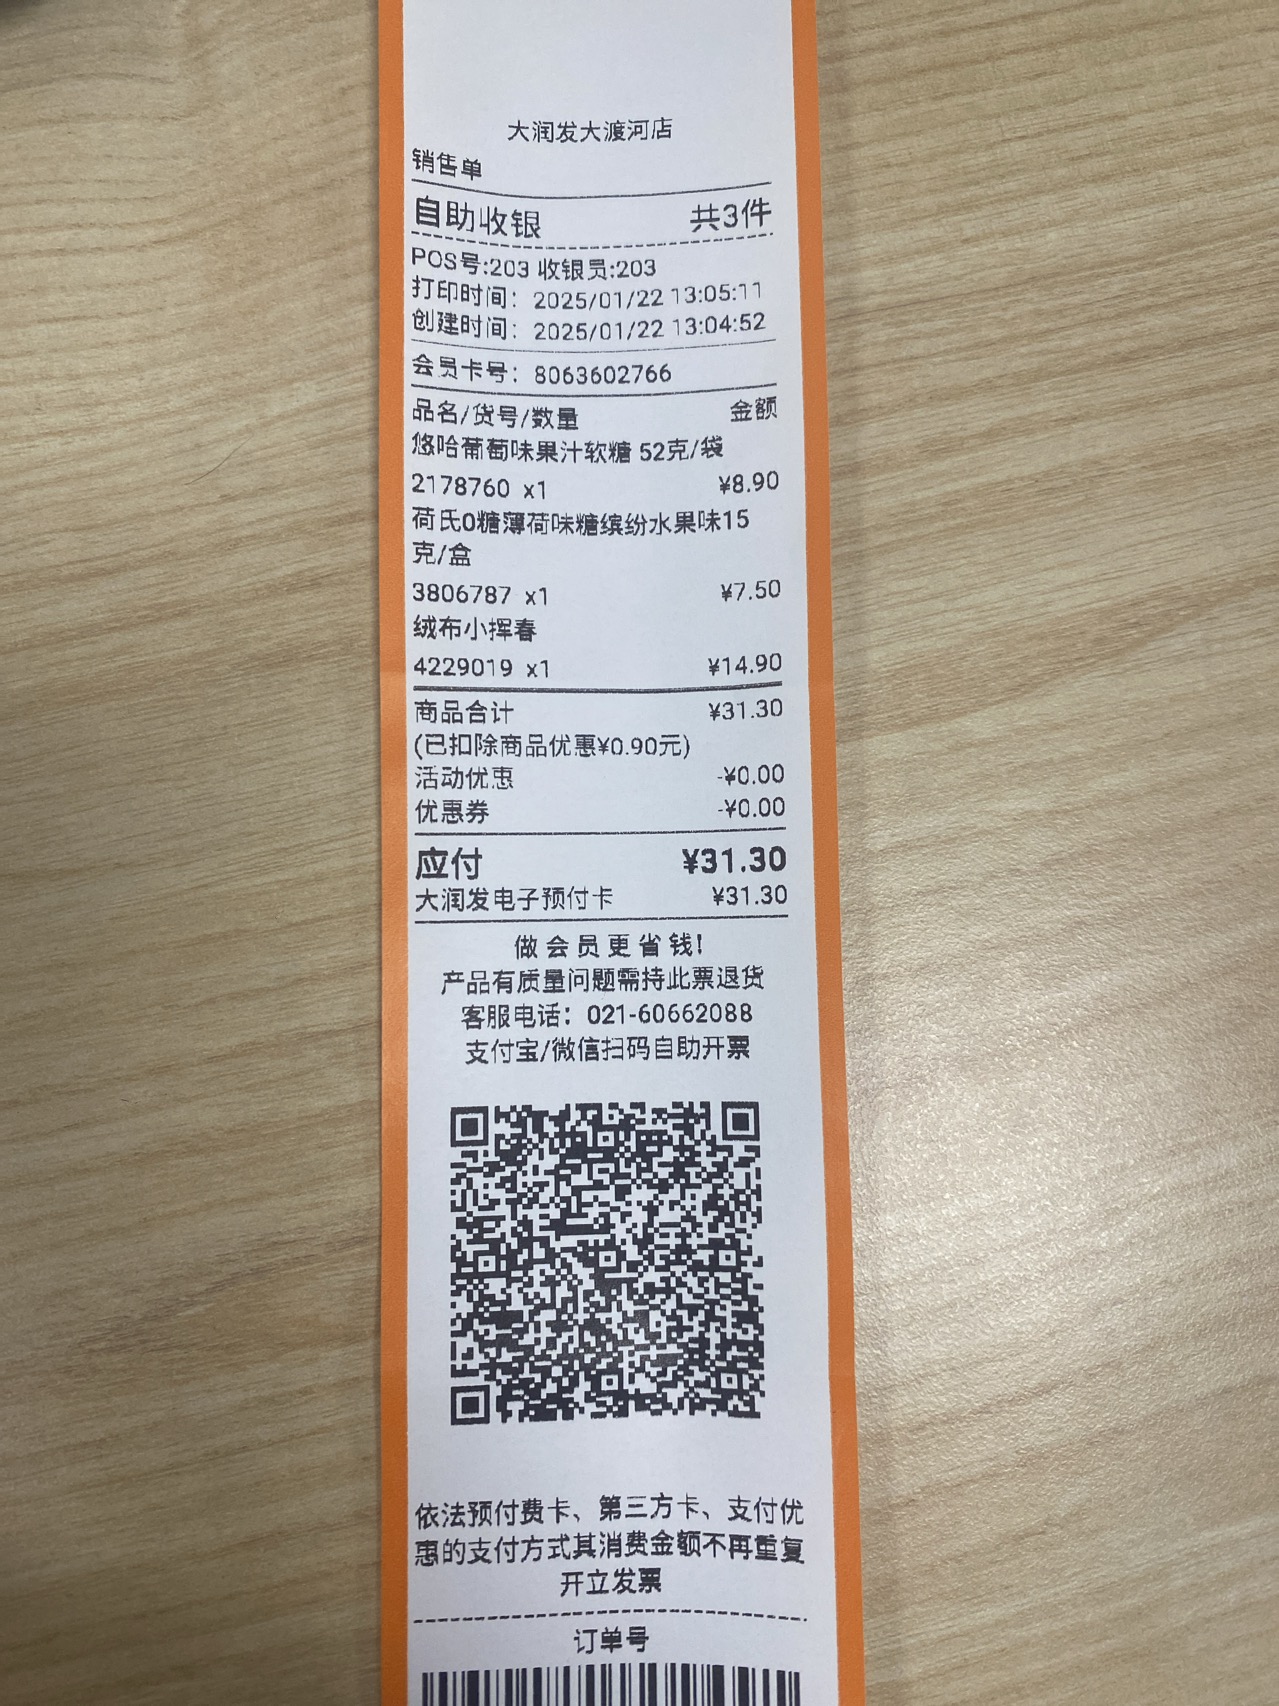 大润发大渡河店
销售单
自助收银 共3件
POS号:203 收银员:203
打印时间： 2025/01/22 13:05:11
创建时间： 2025/01/22 13:04:52
会员卡号： 8063602766
品名/货号/数量 金额
悠哈葡萄味果汁软糖 52克/袋
2178760 x1 ¥8.90
荷氏0糖薄荷味糖缤纷水果味15
克/盒
3806787 x1 ¥7.50
绒布小挥春
4229019 x1 ¥14.90
商品合计 ¥31.30
(已扣除商品优惠¥0.90元)
活动优惠 -¥0.00
优惠券 -¥0.00
应付 ¥31.30
大润发电子预付卡 ¥31.30
做会员更省钱!
产品有质量问题需持此票退货
客服电话：021-60662088
支付宝/微信扫码自助开票
依法预付费卡、第三方卡、支付优
惠的支付方式其消费金额不再重复
开立发票
订单号